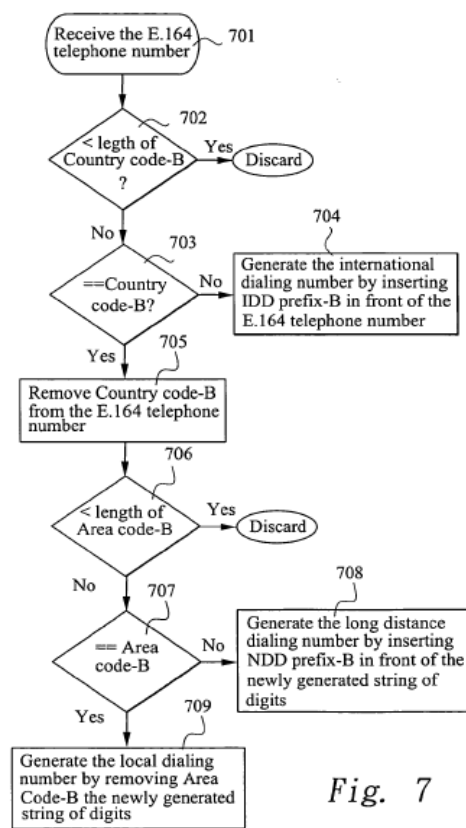 Receive the E.164
telephone number
701
702
< legth of
Country code-B
?
Yes
Discard
No
703
==Country
code-B?
No
704
Generate the international
dialing number by inserting
IDD prefix-B in front of the
E.164 telephone number
Yes
705
Remove Country code-B
from the E.164 telephone
number
706
< length of
Area code-B
Yes
Discard
No
707
== Area
code-B
No
708
Generate the long distance
dialing number by inserting
NDD prefix-B in front of the
newly generated string of
digits
Yes
709
Generate the local dialing
number by removing Area
Code-B the newly generated
string of digits
Fig. 7